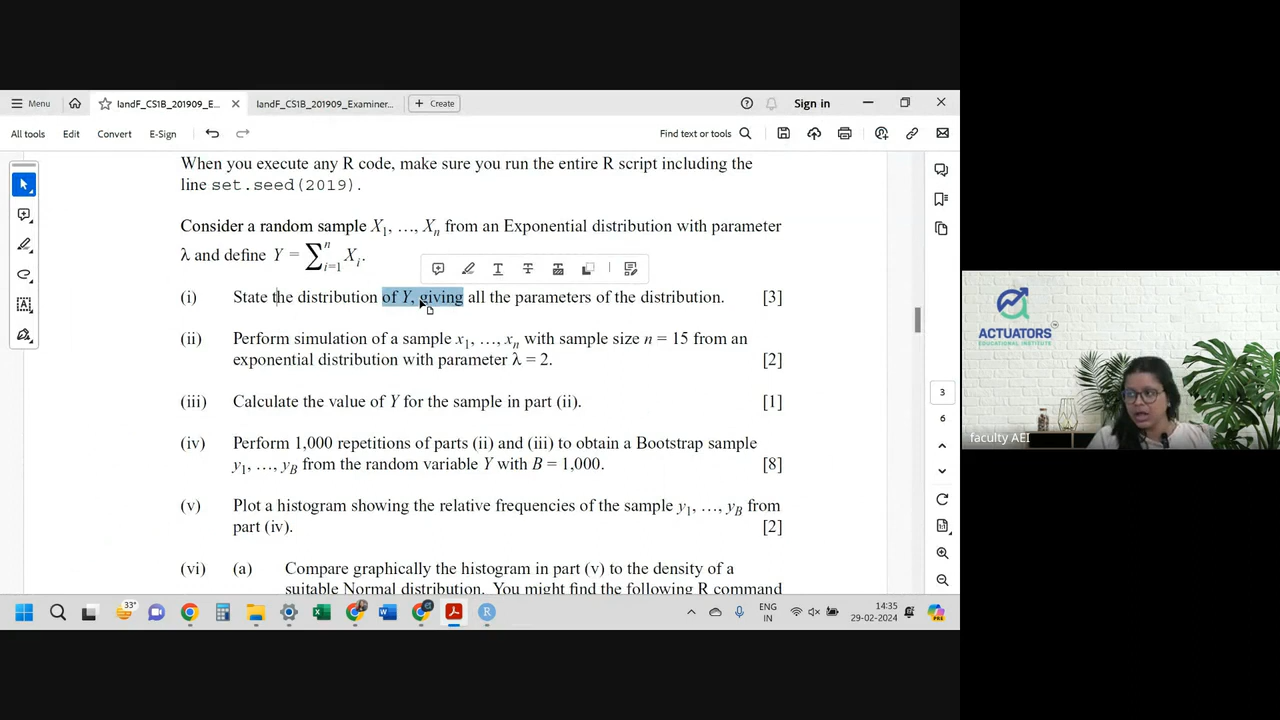 Menu
IandF_CS1B_201909_E...
IandF_CS1B_201909_Examiner...
Create
Sign in
All tools
Edit
Convert
E-Sign
Find text or tools
When you execute any R code, make sure you run the entire R script including the
line set.seed(2019).
Consider a random sample X1, …, Xn from an Exponential distribution with parameter
λ and define Y = ∑ni=1 Xi.
(i) State the distribution of Y, giving all the parameters of the distribution. [3]
(ii) Perform simulation of a sample x1, …, xn with sample size n = 15 from an
exponential distribution with parameter λ = 2. [2]
(iii) Calculate the value of Y for the sample in part (ii). [1]
(iv) Perform 1,000 repetitions of parts (ii) and (iii) to obtain a Bootstrap sample
y1, …, yB from the random variable Y with B = 1,000. [8]
(v) Plot a histogram showing the relative frequencies of the sample y1, …, yB from
part (iv). [2]
(vi) (a) Compare graphically the histogram in part (v) to the density of a
suitable Normal distribution. You might find the following R command
3
6
ACTUATORS
EDUCATIONAL INSTITUTE
faculty AEI
33°
ENG
IN
14:35
29-02-2024